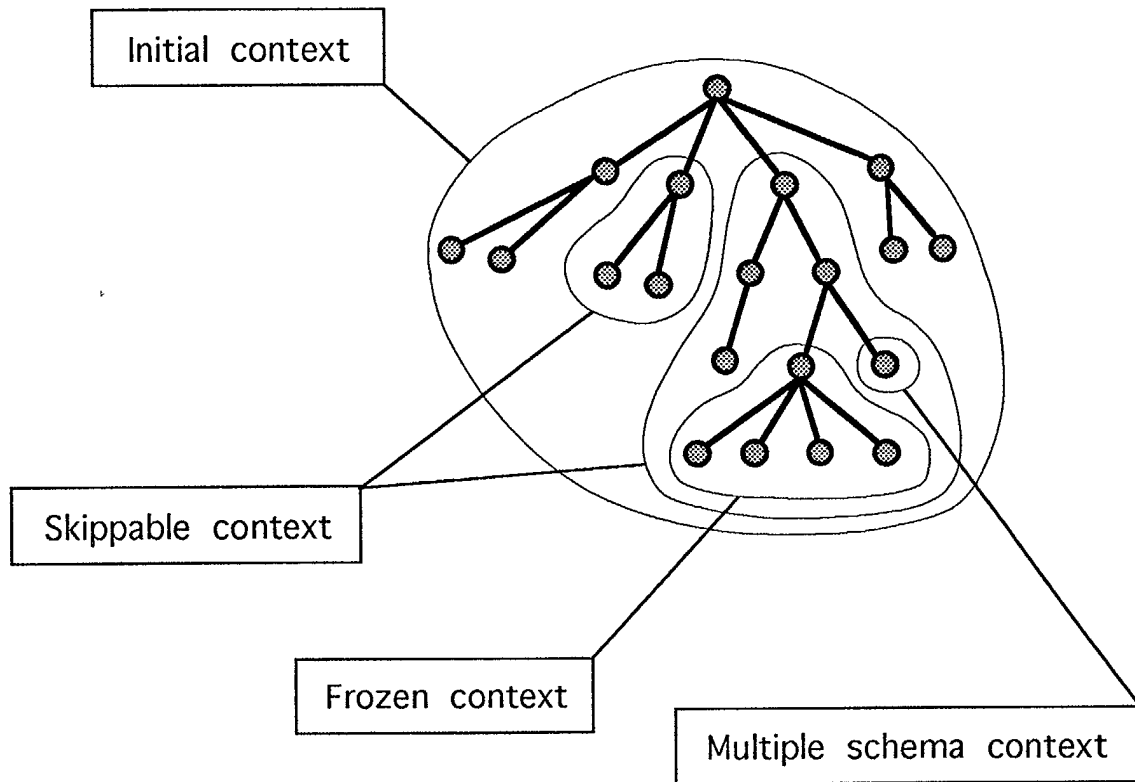 Initial context
Skippable context
Frozen context
Multiple schema context